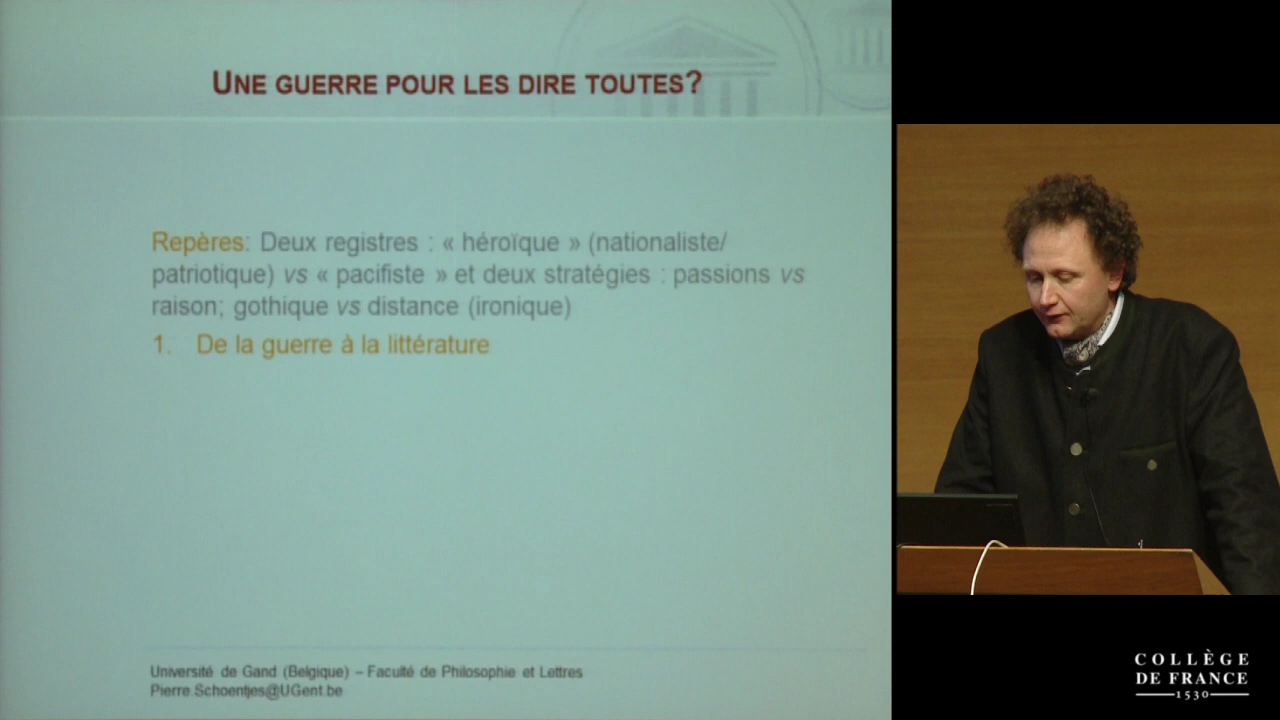 UNE GUERRE POUR LES DIRE TOUTES?
Repères: Deux registres : « héroïque » (nationaliste/
patriotique) vs « pacifiste » et deux stratégies : passions vs
raison; gothique vs distance (ironique)
1. De la guerre à la littérature
Université de Gand (Belgique) – Faculté de Philosophie et Lettres
Pierre.Schoentjes@UGent.be
COLLÈGE
DE FRANCE
1530